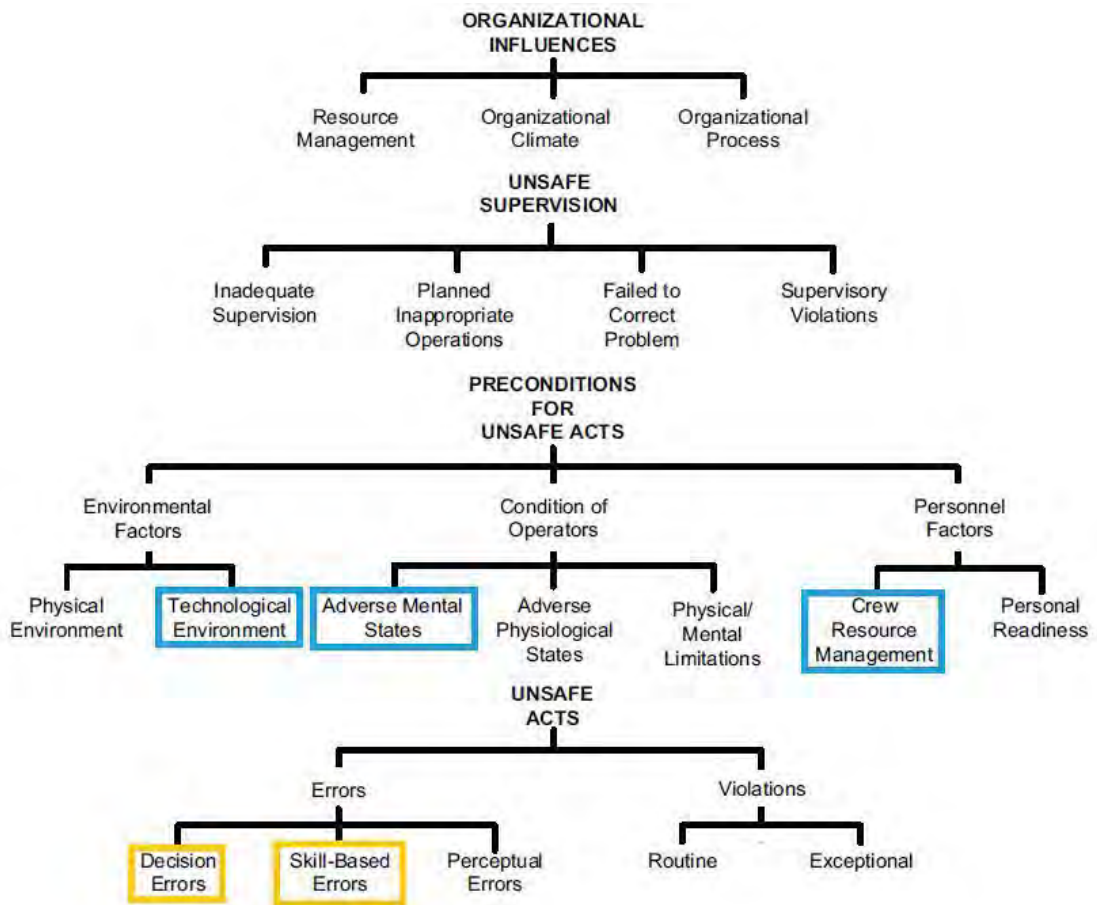 ORGANIZATIONAL
INFLUENCES
Resource
Management
Organizational
Climate
Organizational
Process
UNSAFE
SUPERVISION
Inadequate
Supervision
Planned
Inappropriate
Operations
Failed to
Correct
Problem
Supervisory
Violations
PRECONDITIONS
FOR
UNSAFE ACTS
Environmental
Factors
Condition of
Operators
Personnel
Factors
Physical
Environment
Technological
Environment
Adverse Mental
States
Adverse
Physiological
States
Physical/
Mental
Limitations
Crew
Resource
Management
Personal
Readiness
UNSAFE
ACTS
Errors
Violations
Decision
Errors
Skill-Based
Errors
Perceptual
Errors
Routine
Exceptional